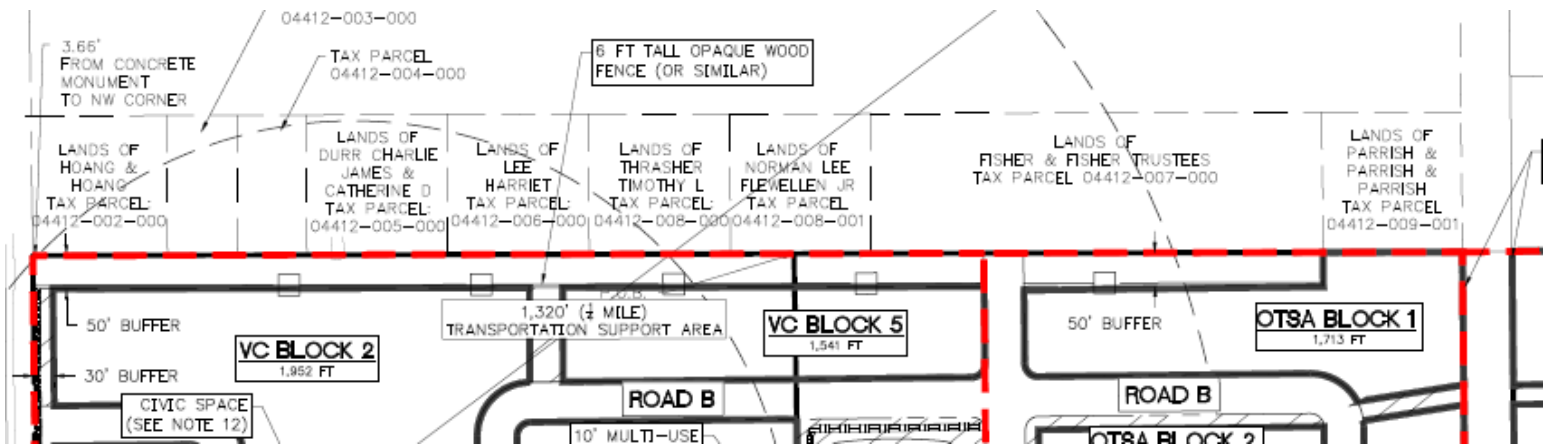 04412-003-000
3.66'
FROM CONCRETE
MONUMENT
TO NW CORNER
TAX PARCEL
04412-004-000
6 FT TALL OPAQUE WOOD
FENCE (OR SIMILAR)
LANDS OF
HOANG &
HOANG
TAX PARCEL:
04412-002-000
LANDS OF
DURR CHARLIE
JAMES &
CATHERINE D
TAX PARCEL:
04412-005-000
LANDS OF
LEE
HARRIET
TAX PARCEL:
04412-006-000
LANDS OF
THRASHER
TIMOTHY L
TAX PARCEL:
04412-008-000
LANDS OF
NORMAN LEE
FLEWELLEN JR
TAX PARCEL
04412-008-001
LANDS OF
FISHER & FISHER TRUSTEES
TAX PARCEL 04412-007-000
LANDS OF
PARRISH &
PARRISH &
PARRISH
TAX PARCEL
04412-009-001
P.O.B.
1,320' (¼ MILE)
TRANSPORTATION SUPPORT AREA
50' BUFFER
VC BLOCK 2
1,952 FT
VC BLOCK 5
1,541 FT
50' BUFFER
OTSA BLOCK 1
1,713 FT
30' BUFFER
ROAD B
ROAD B
CIVIC SPACE
(SEE NOTE 12)
10' MULTI-USE
OTSA BLOCK 2